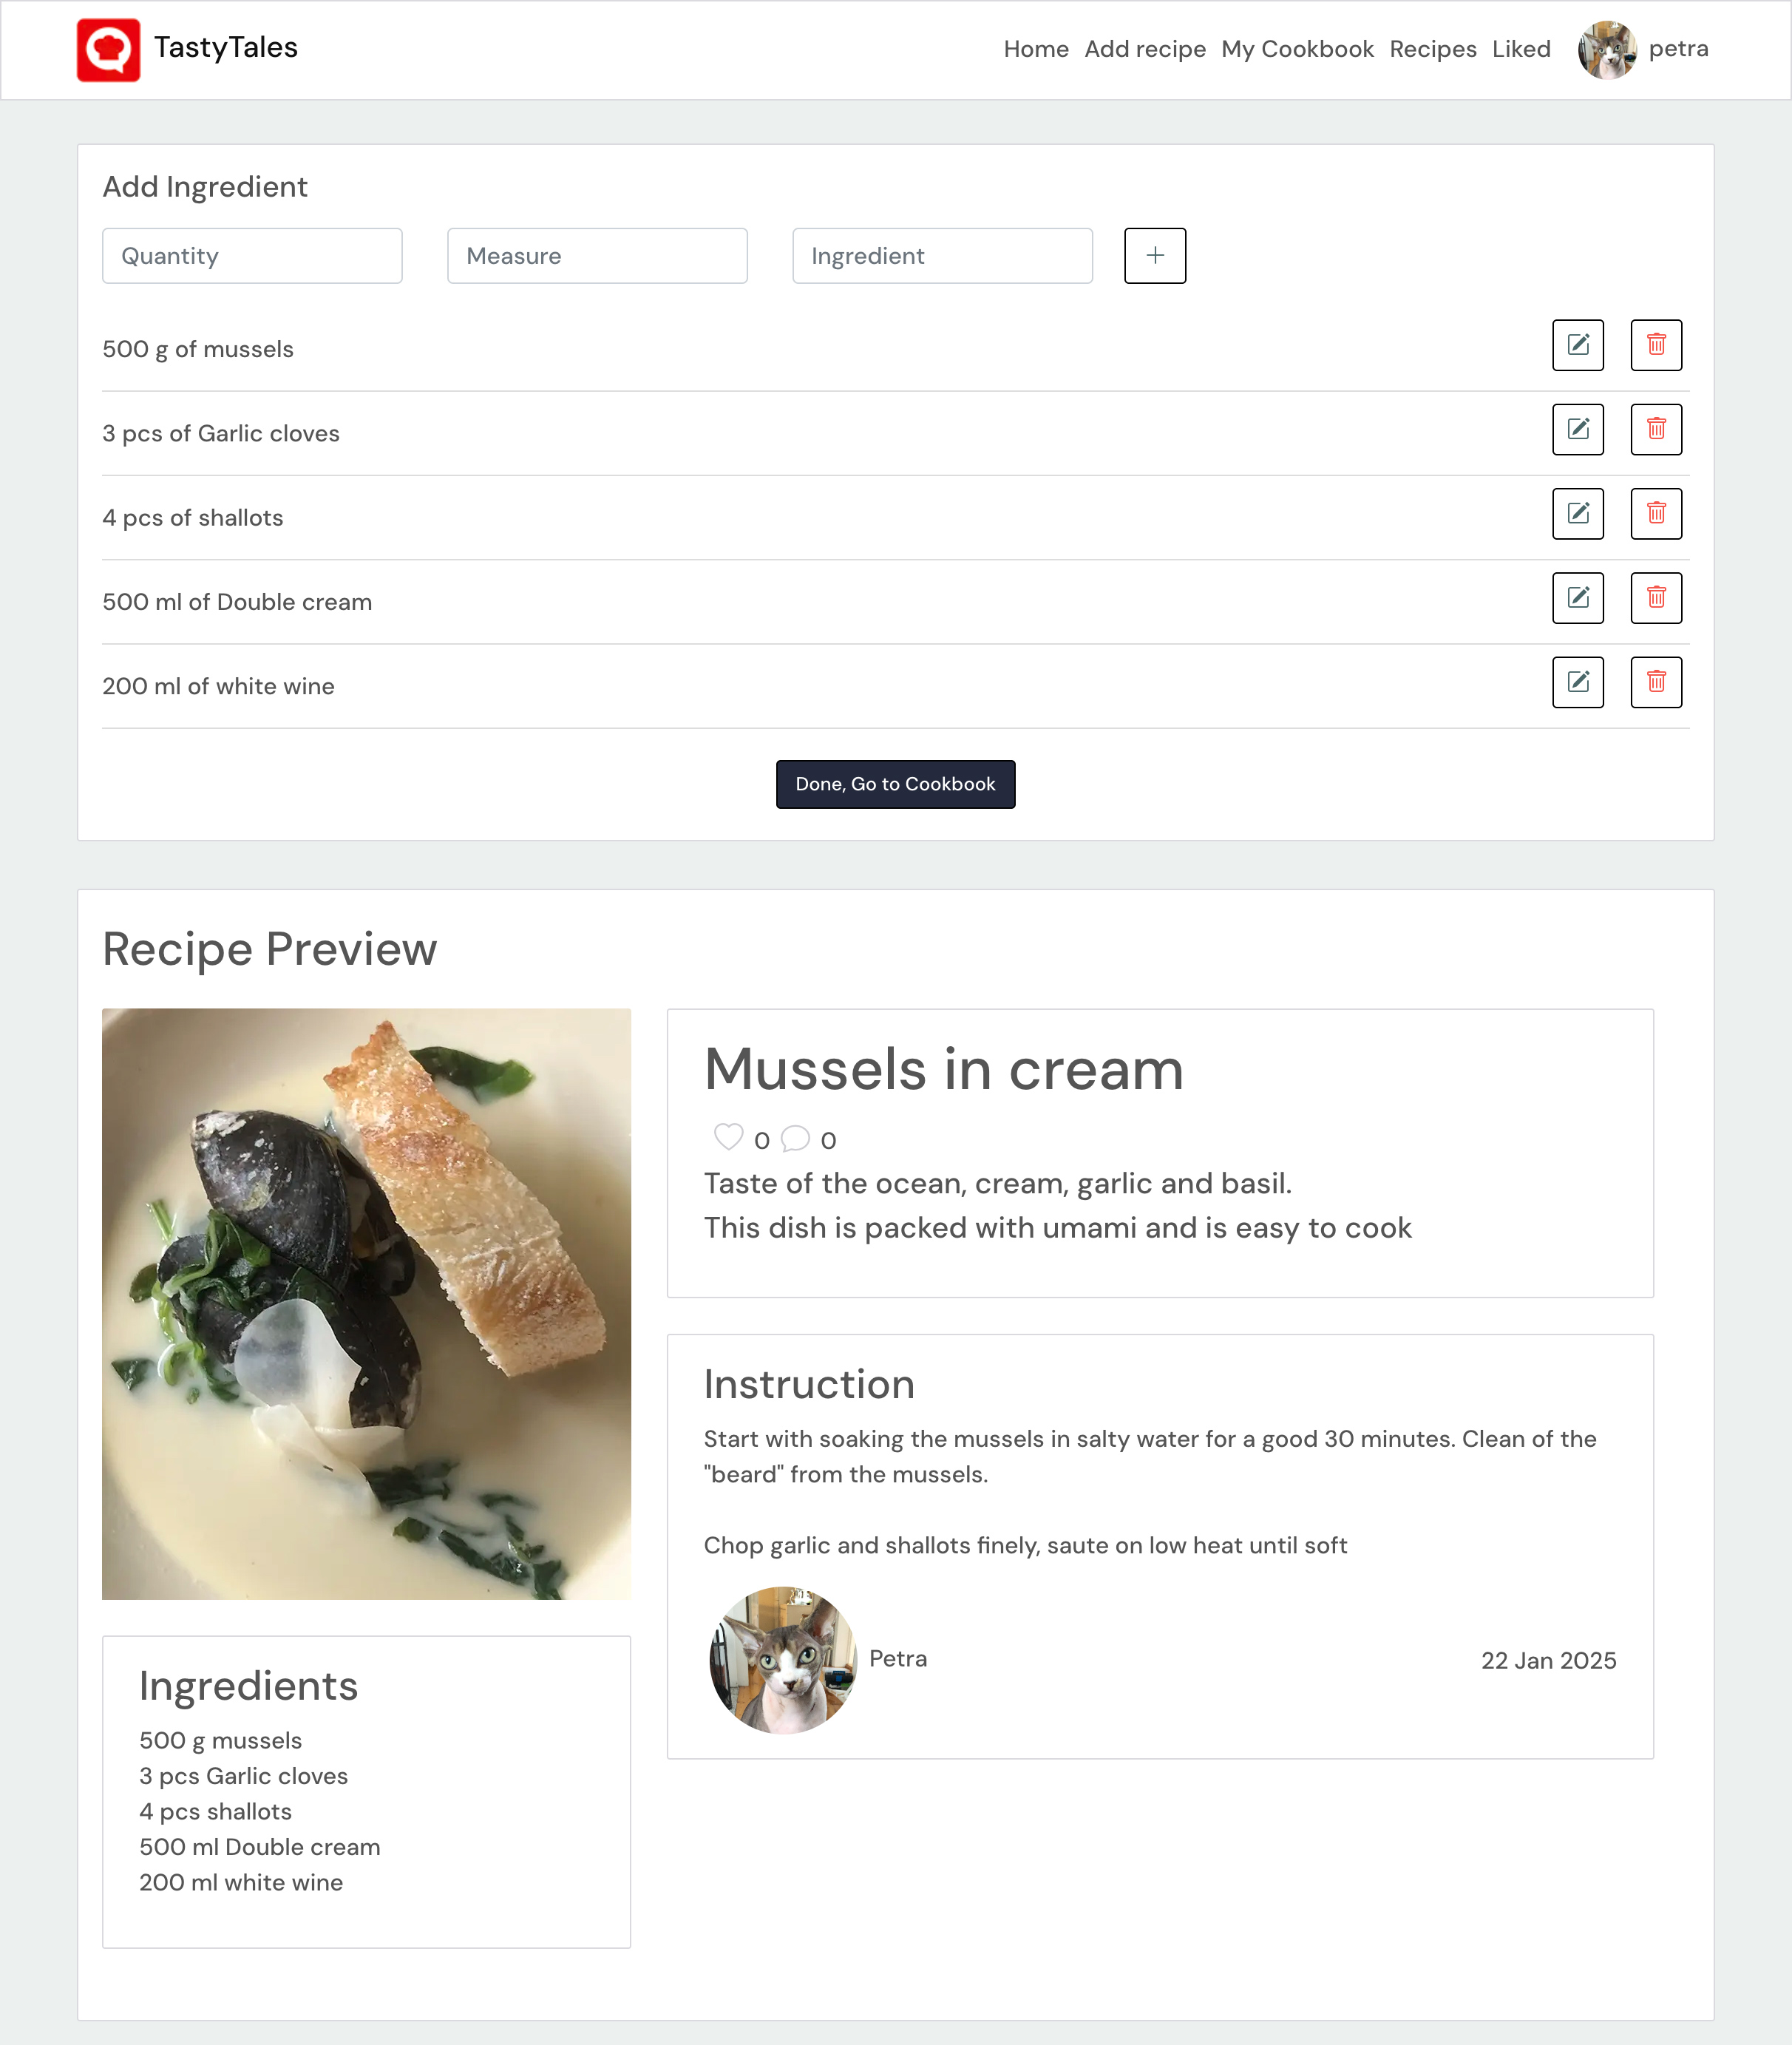 TastyTales
Home Add recipe My Cookbook Recipes Liked petra
Add Ingredient
Quantity Measure Ingredient
500 g of mussels
3 pcs of Garlic cloves
4 pcs of shallots
500 ml of Double cream
200 ml of white wine
Done, Go to Cookbook
Recipe Preview
Mussels in cream
0 0
Taste of the ocean, cream, garlic and basil.
This dish is packed with umami and is easy to cook
Instruction
Start with soaking the mussels in salty water for a good 30 minutes. Clean of the
"beard" from the mussels.
Chop garlic and shallots finely, saute on low heat until soft
Petra
22 Jan 2025
Ingredients
500 g mussels
3 pcs Garlic cloves
4 pcs shallots
500 ml Double cream
200 ml white wine